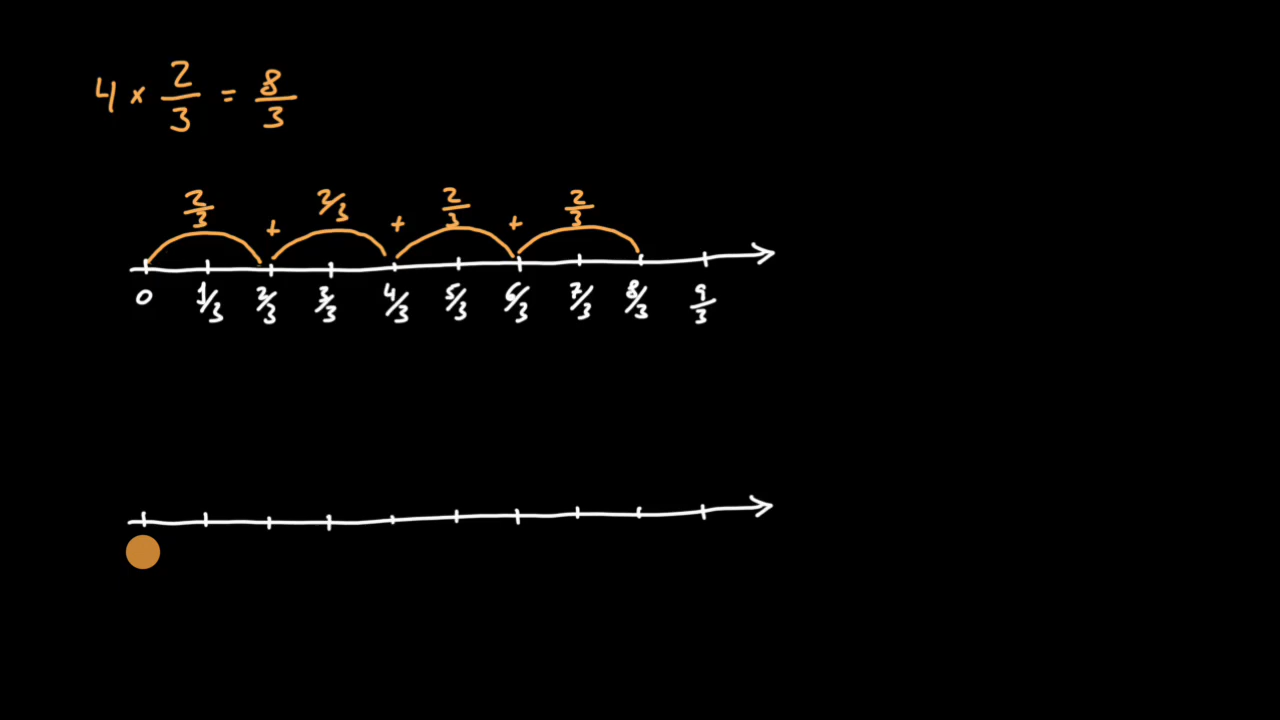 4 × 2/3 = 8/3
2/3 + 2/3 + 2/3 + 2/3
0 1/3 2/3 3/3 4/3 5/3 6/3 7/3 8/3 9/3